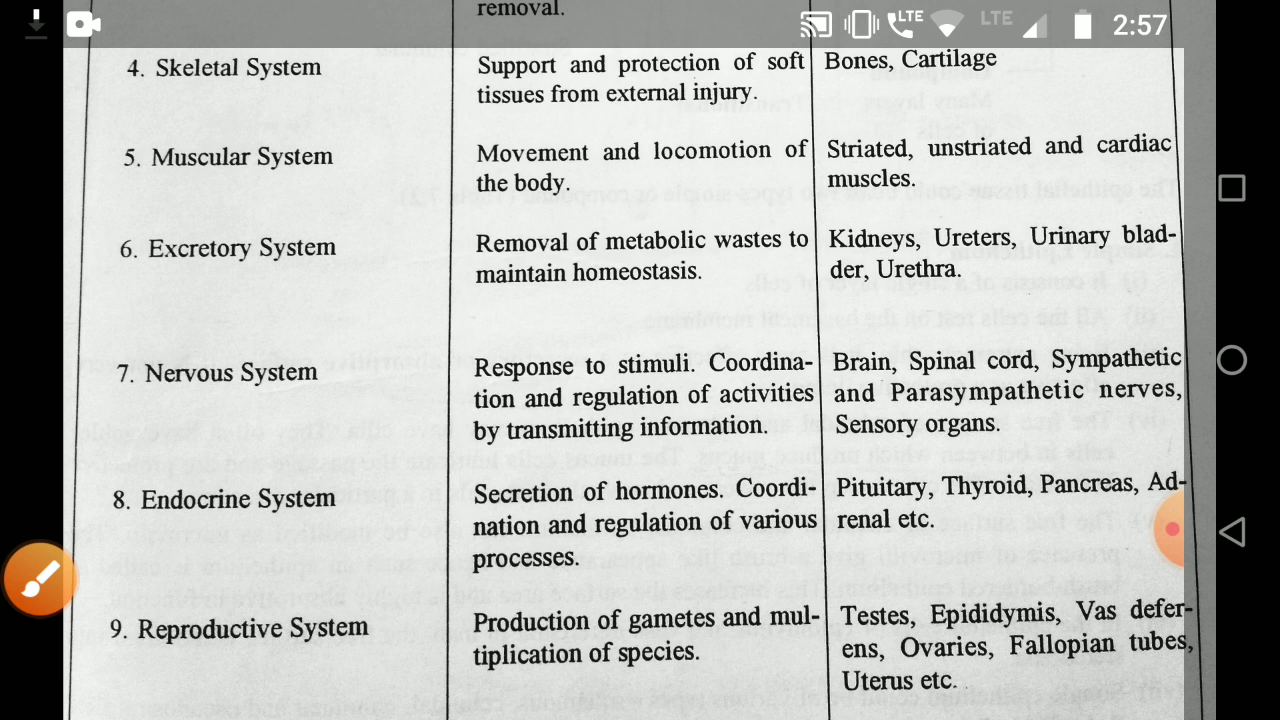 removal.
LTE LTE 2:57
4. Skeletal System
Support and protection of soft
tissues from external injury.
Bones, Cartilage
5. Muscular System
Movement and locomotion of
the body.
Striated, unstriated and cardiac
muscles.
6. Excretory System
Removal of metabolic wastes to
maintain homeostasis.
Kidneys, Ureters, Urinary blad-
der, Urethra.
7. Nervous System
Response to stimuli. Coordina-
tion and regulation of activities
by transmitting information.
Brain, Spinal cord, Sympathetic
and Parasympathetic nerves,
Sensory organs.
8. Endocrine System
Secretion of hormones. Coordi-
nation and regulation of various
processes.
Pituitary, Thyroid, Pancreas, Ad-
renal etc.
9. Reproductive System
Production of gametes and mul-
tiplication of species.
Testes, Epididymis, Vas defer-
ens, Ovaries, Fallopian tubes,
Uterus etc.